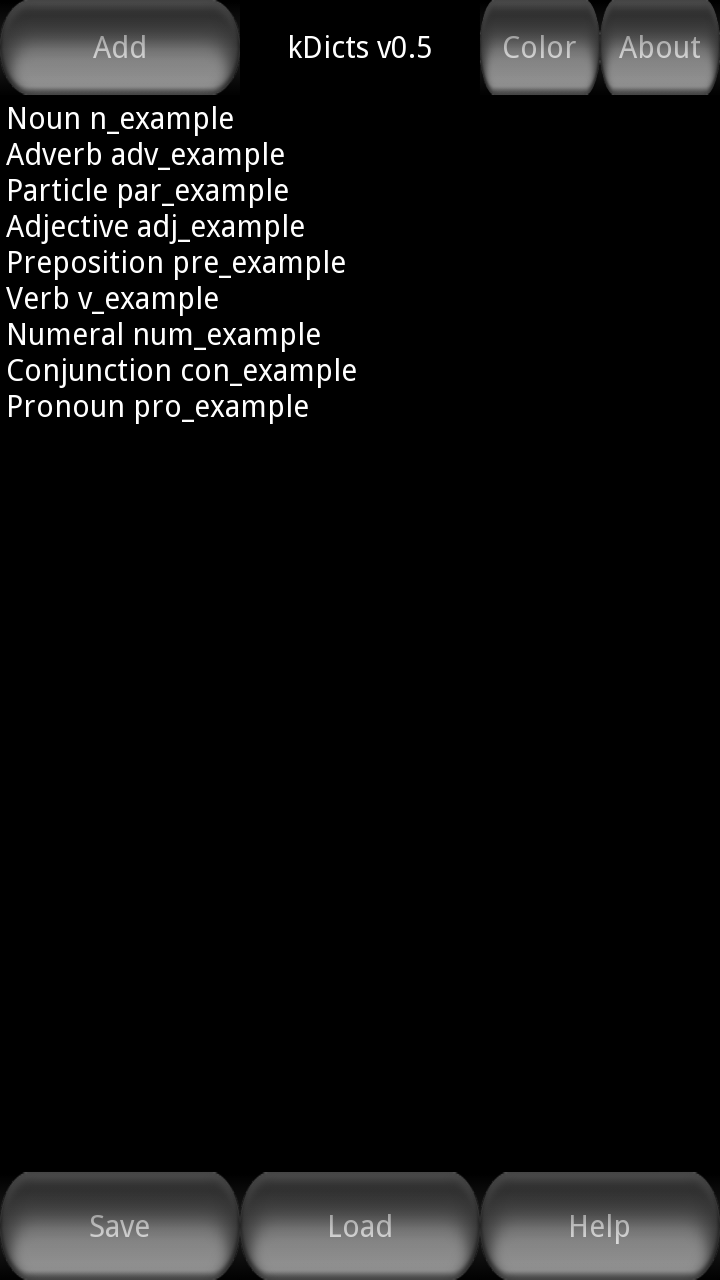 Add kDicts v0.5 Color About
Noun n_example
Adverb adv_example
Particle par_example
Adjective adj_example
Preposition pre_example
Verb v_example
Numeral num_example
Conjunction con_example
Pronoun pro_example
Save Load Help